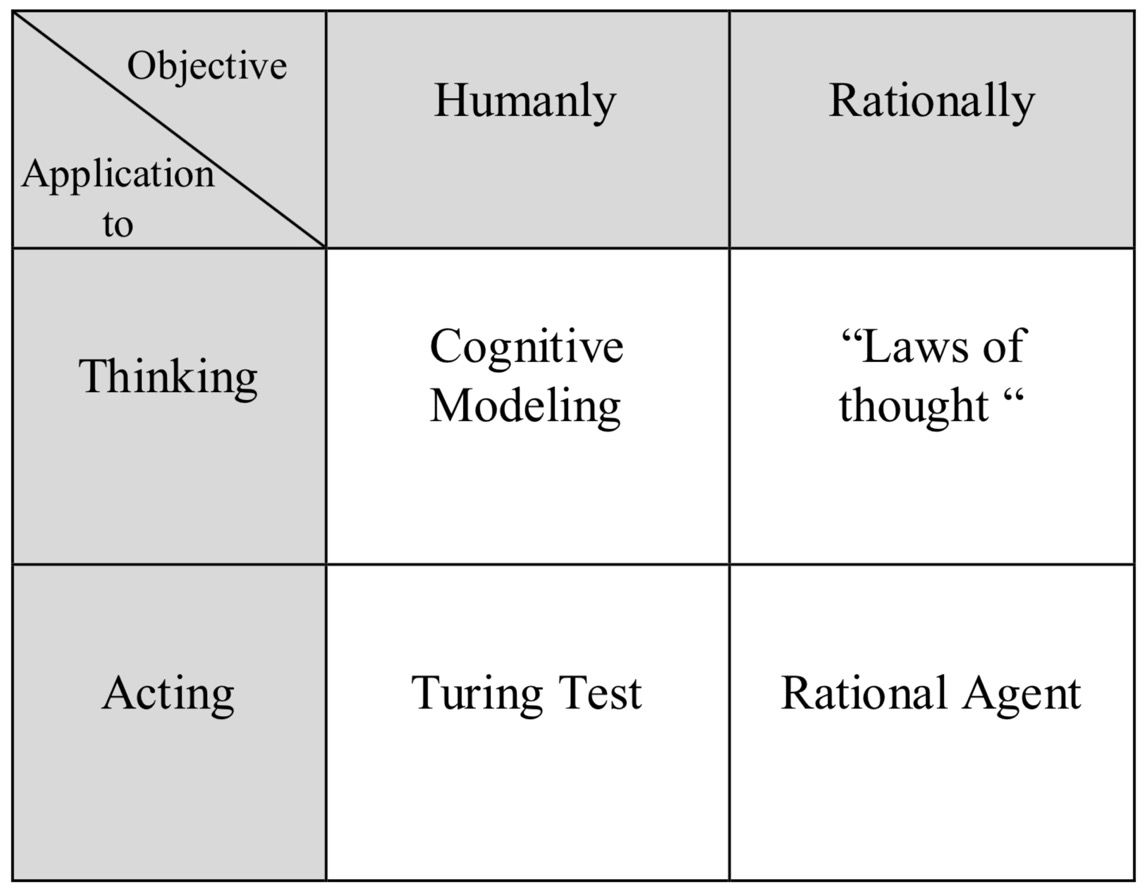 Objective
Application
to
Humanly
Rationally
Thinking
Cognitive
Modeling
“Laws of
thought “
Acting
Turing Test
Rational Agent